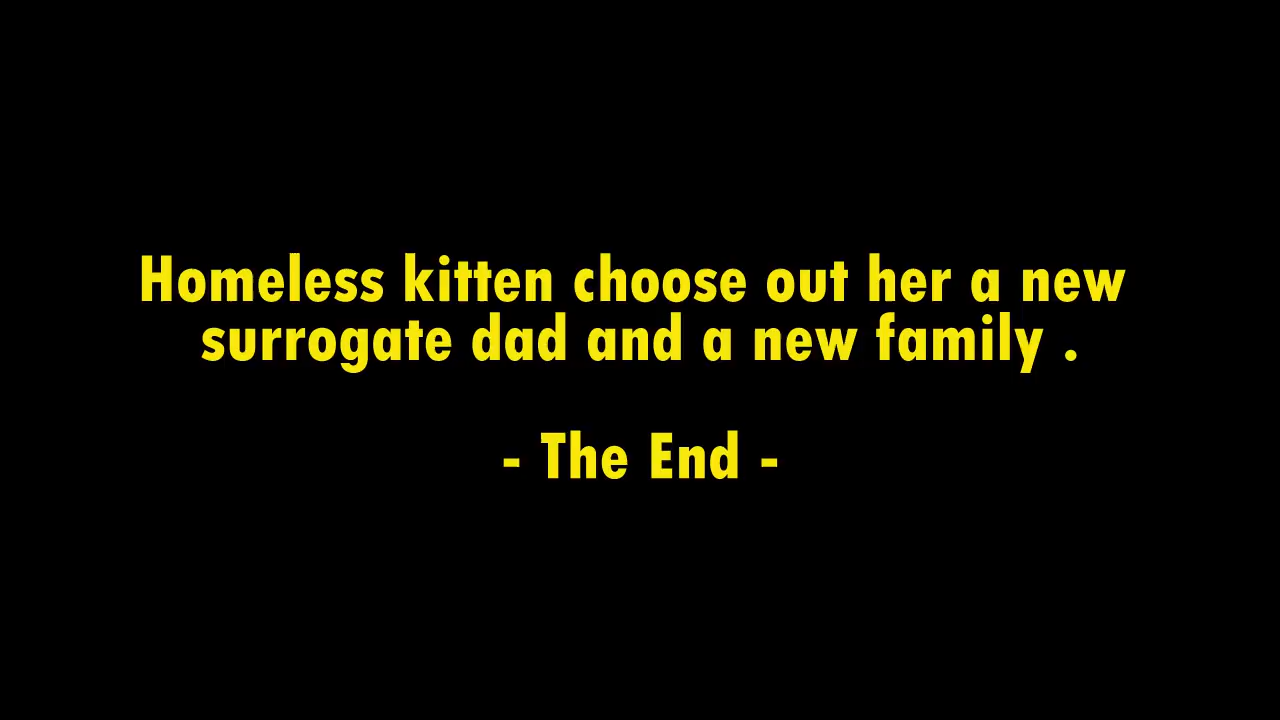 Homeless kitten choose out her a new
surrogate dad and a new family .
- The End -